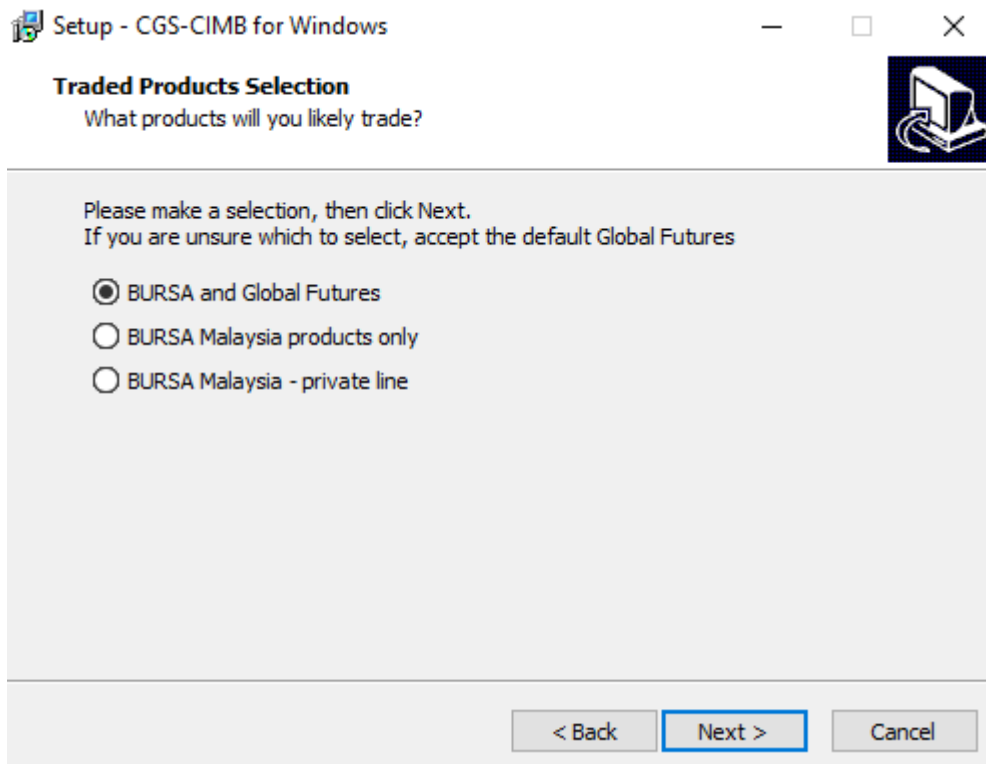 Setup - CGS-CIMB for Windows
Traded Products Selection
What products will you likely trade?
Please make a selection, then click Next.
If you are unsure which to select, accept the default Global Futures
BURSA and Global Futures
BURSA Malaysia products only
BURSA Malaysia - private line
< Back
Next >
Cancel